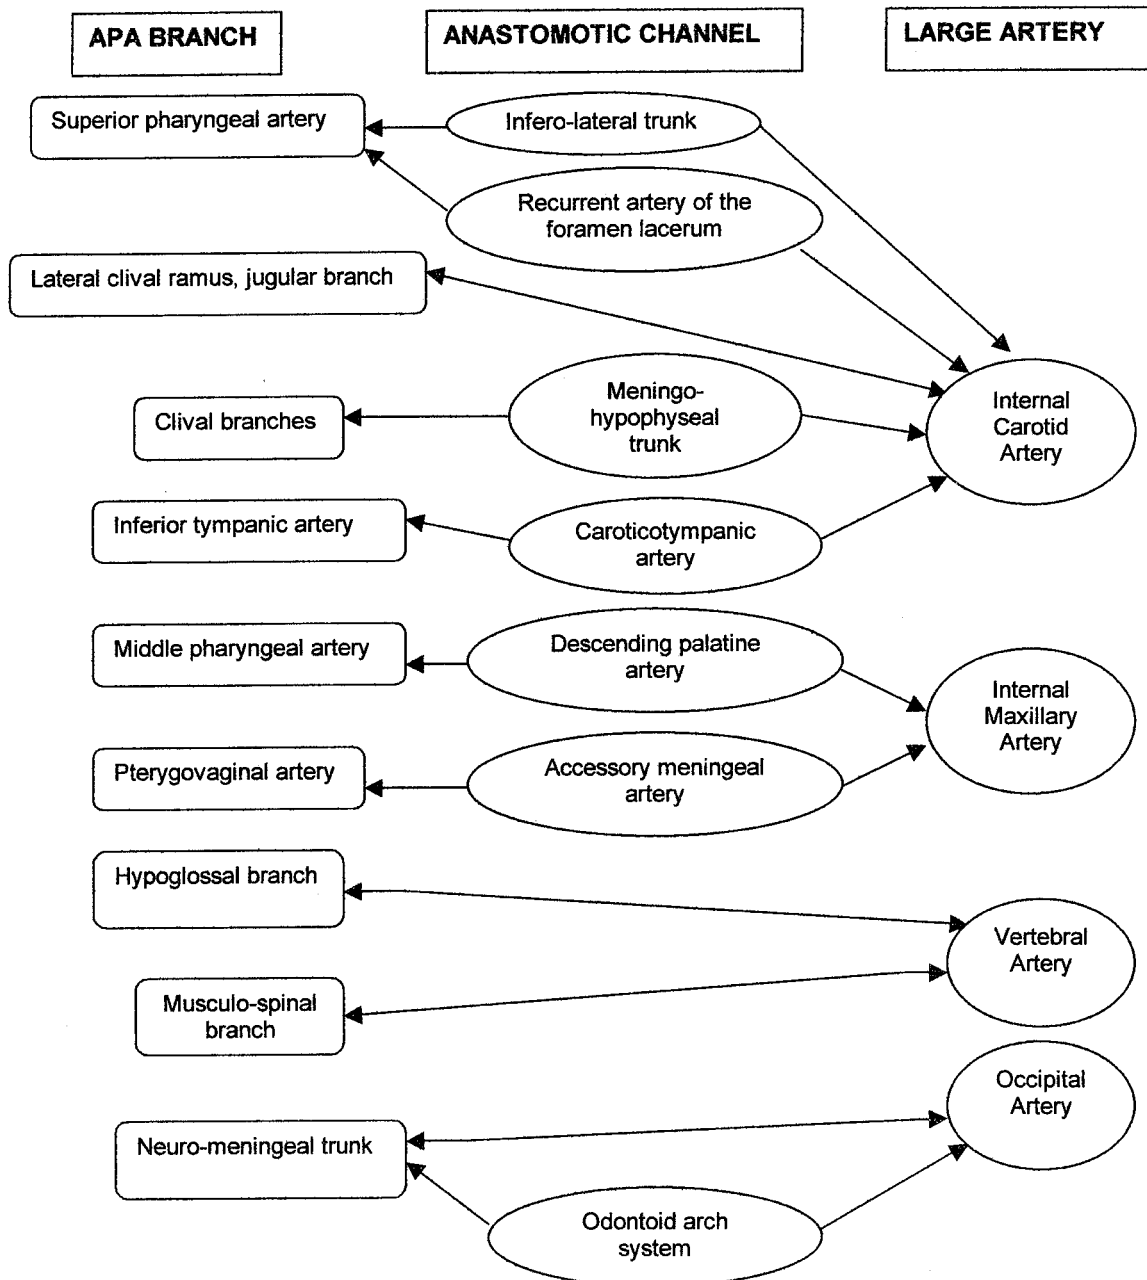 APA BRANCH
ANASTOMOTIC CHANNEL
LARGE ARTERY
Superior pharyngeal artery
Infero-lateral trunk
Recurrent artery of the
foramen lacerum
Lateral clival ramus, jugular branch
Meningo-
hypophyseal
trunk
Internal
Carotid
Artery
Clival branches
Inferior tympanic artery
Caroticotympanic
artery
Middle pharyngeal artery
Descending palatine
artery
Internal
Maxillary
Artery
Pterygovaginal artery
Accessory meningeal
artery
Hypoglossal branch
Vertebral
Artery
Musculo-spinal
branch
Occipital
Artery
Neuro-meningeal trunk
Odontoid arch
system